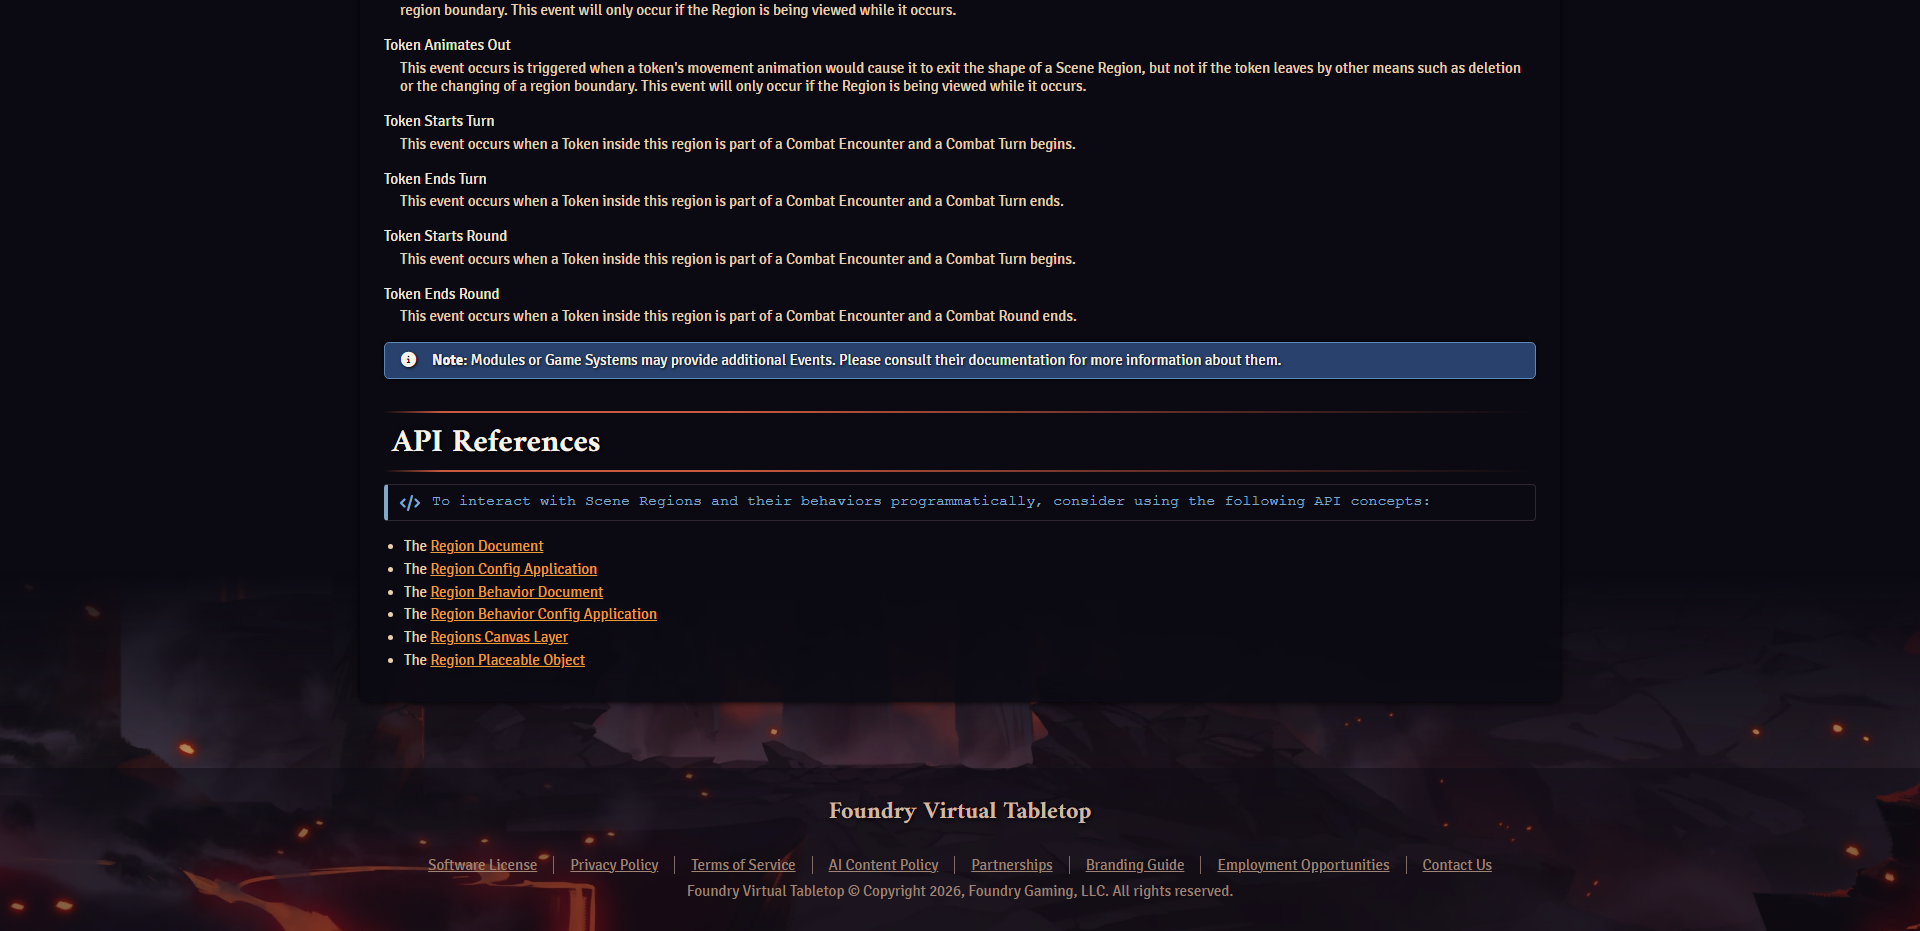 region boundary. This event will only occur if the Region is being viewed while it occurs.
Token Animates Out
This event occurs is triggered when a token's movement animation would cause it to exit the shape of a Scene Region, but not if the token leaves by other means such as deletion
or the changing of a region boundary. This event will only occur if the Region is being viewed while it occurs.
Token Starts Turn
This event occurs when a Token inside this region is part of a Combat Encounter and a Combat Turn begins.
Token Ends Turn
This event occurs when a Token inside this region is part of a Combat Encounter and a Combat Turn ends.
Token Starts Round
This event occurs when a Token inside this region is part of a Combat Encounter and a Combat Turn begins.
Token Ends Round
This event occurs when a Token inside this region is part of a Combat Encounter and a Combat Round ends.
Note: Modules or Game Systems may provide additional Events. Please consult their documentation for more information about them.
API References
</> To interact with Scene Regions and their behaviors programmatically, consider using the following API concepts:
• The Region Document
• The Region Config Application
• The Region Behavior Document
• The Region Behavior Config Application
• The Regions Canvas Layer
• The Region Placeable Object
Foundry Virtual Tabletop
Software License | Privacy Policy | Terms of Service | AI Content Policy | Partnerships | Branding Guide | Employment Opportunities | Contact Us
Foundry Virtual Tabletop © Copyright 2026, Foundry Gaming, LLC. All rights reserved.